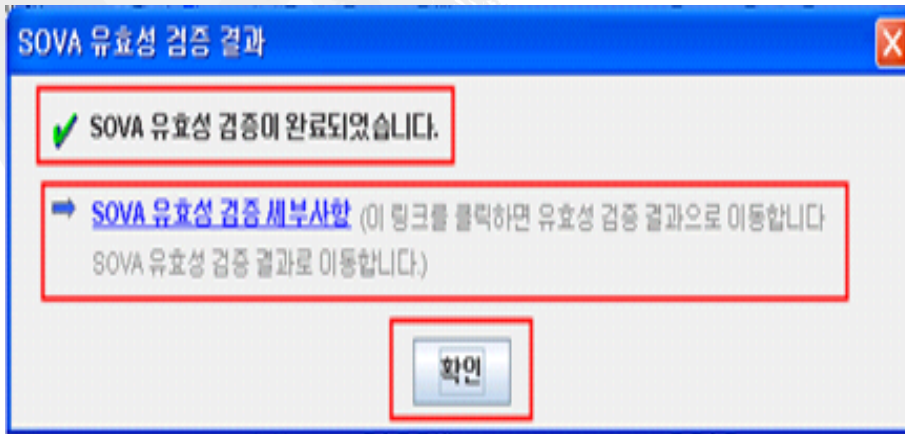 SOVA 유효성 검증 결과
SOVA 유효성 검증이 완료되었습니다.
SOVA 유효성 검증 세부사항 (이 링크를 클릭하면 유효성 검증 결과으로 이동합니다
SOVA 유효성 검증 결과로 이동합니다.)
확인